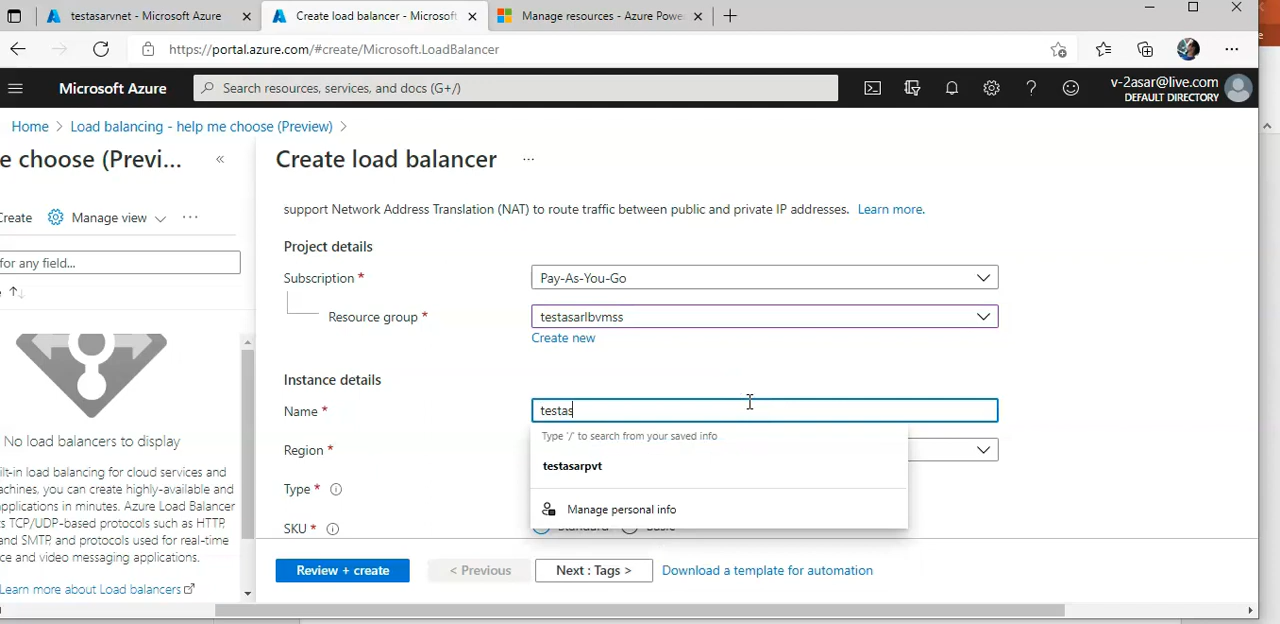 testasarvnet - Microsoft Azure
Create load balancer - Microsoft
Manage resources - Azure Powe
https://portal.azure.com/#create/Microsoft.LoadBalancer
Microsoft Azure
Search resources, services, and docs (G+/)
v-2asar@live.com
DEFAULT DIRECTORY
Home > Load balancing - help me choose (Preview) >
e choose (Previ...
«
Create load balancer
...
Create
Manage view
...
for any field...
↑↓
No load balancers to display
ilt-in load balancing for cloud services and
achines, you can create highly-available and
applications in minutes. Azure Load Balancer
s TCP/UDP-based protocols such as HTTP,
and SMTP, and protocols used for real-time
ce and video messaging applications.
Learn more about Load balancers
support Network Address Translation (NAT) to route traffic between public and private IP addresses. Learn more.
Project details
Subscription *
Pay-As-You-Go
Resource group *
testasarlbvmss
Create new
Instance details
Name *
testas
Type '/' to search from your saved info
testasarpvt
Manage personal info
Region *
Type *
SKU *
Standard
Basic
Review + create
< Previous
Next : Tags >
Download a template for automation